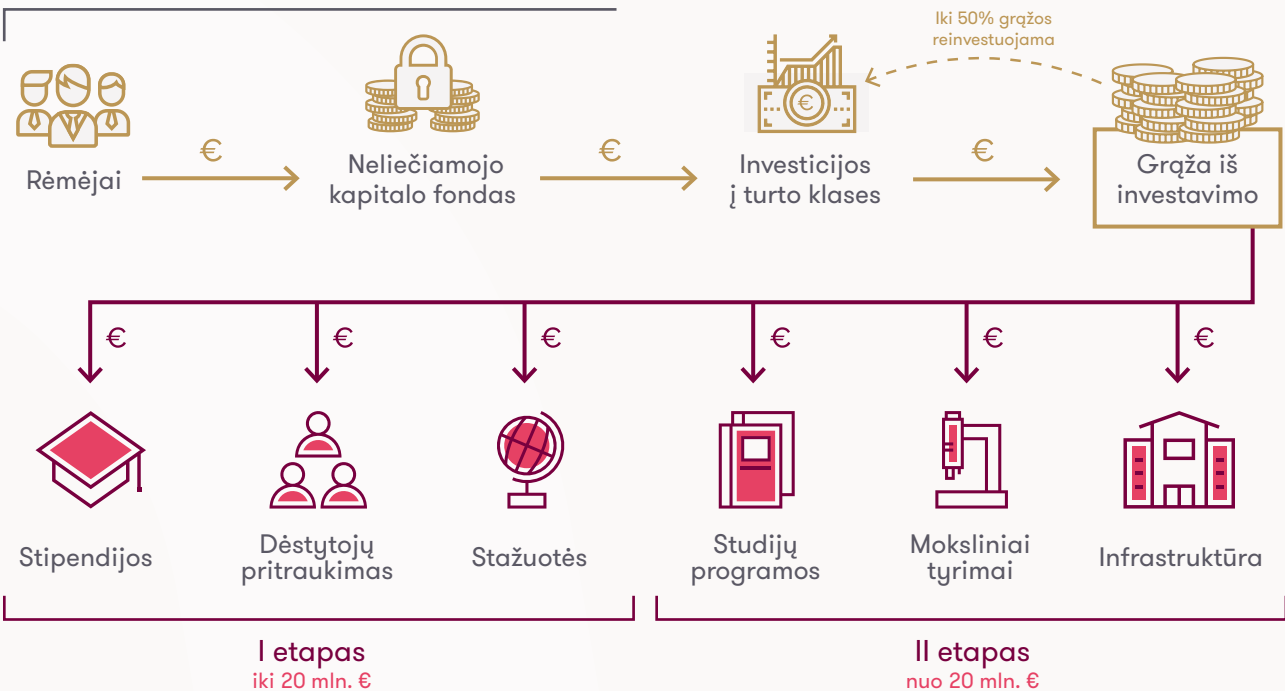 Iki 50% grąžos
reinvestuojama
€
Rėmėjai
€
Neliečiamojo
kapitalo fondas
€
Investicijos
į turto klases
€
Grąža iš
investavimo
€
€
€
€
€
€
Stipendijos
Dėstytojų
pritraukimas
Stažuotės
Studijų
programos
Moksliniai
tyrimai
Infrastruktūra
I etapas
iki 20 mln. €
II etapas
nuo 20 mln. €